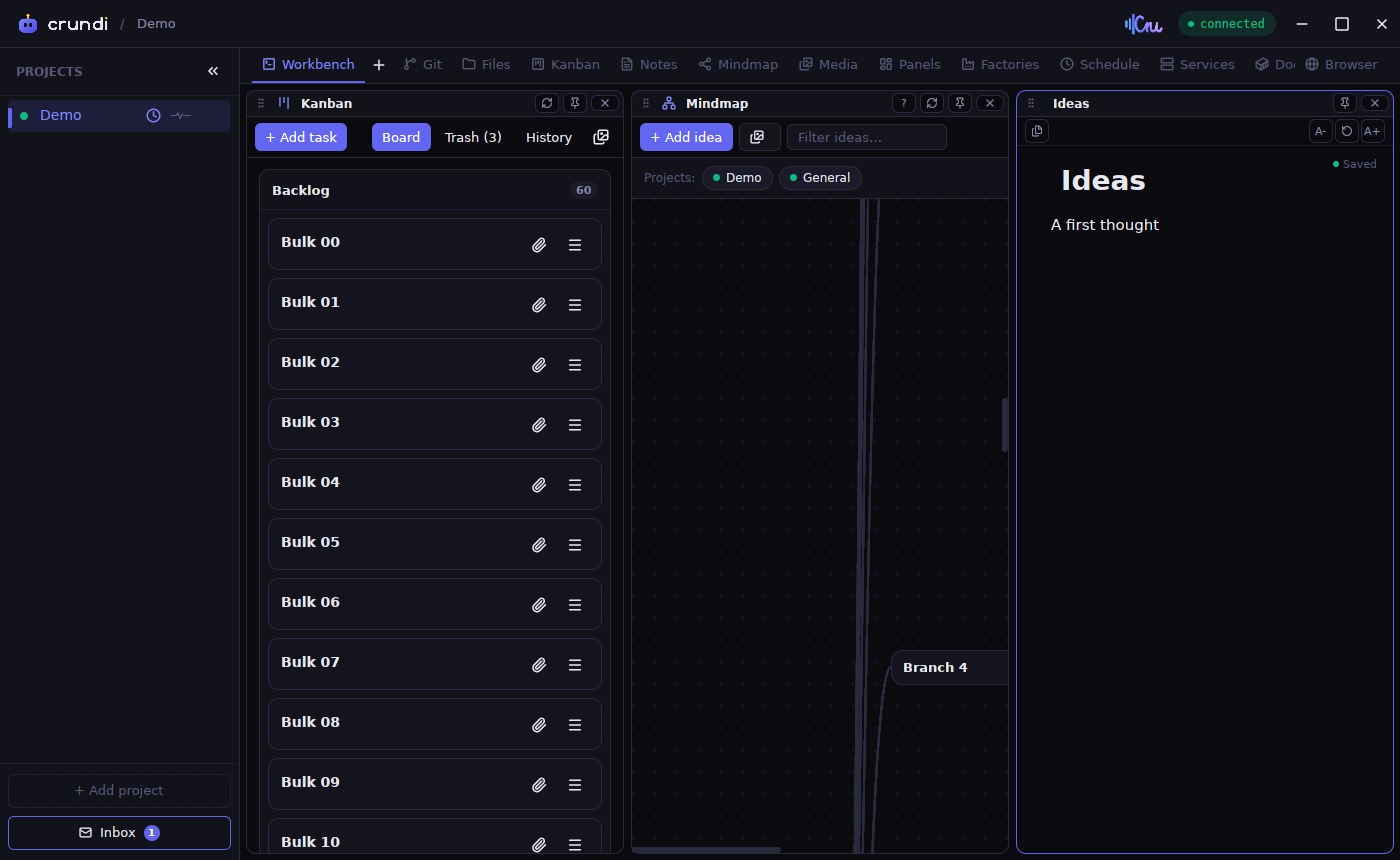 crundi / Demo
Cru
connected
PROJECTS
Demo
+ Add project
Inbox 1
Workbench
Git
Files
Kanban
Notes
Mindmap
Media
Panels
Factories
Schedule
Services
Do
Browser
Kanban
+ Add task
Board
Trash (3)
History
Backlog 60
Bulk 00
Bulk 01
Bulk 02
Bulk 03
Bulk 04
Bulk 05
Bulk 06
Bulk 07
Bulk 08
Bulk 09
Bulk 10
Mindmap
?
+ Add idea
Filter ideas...
Projects: Demo General
Branch 4
Ideas
A- A+
Saved
Ideas
A first thought